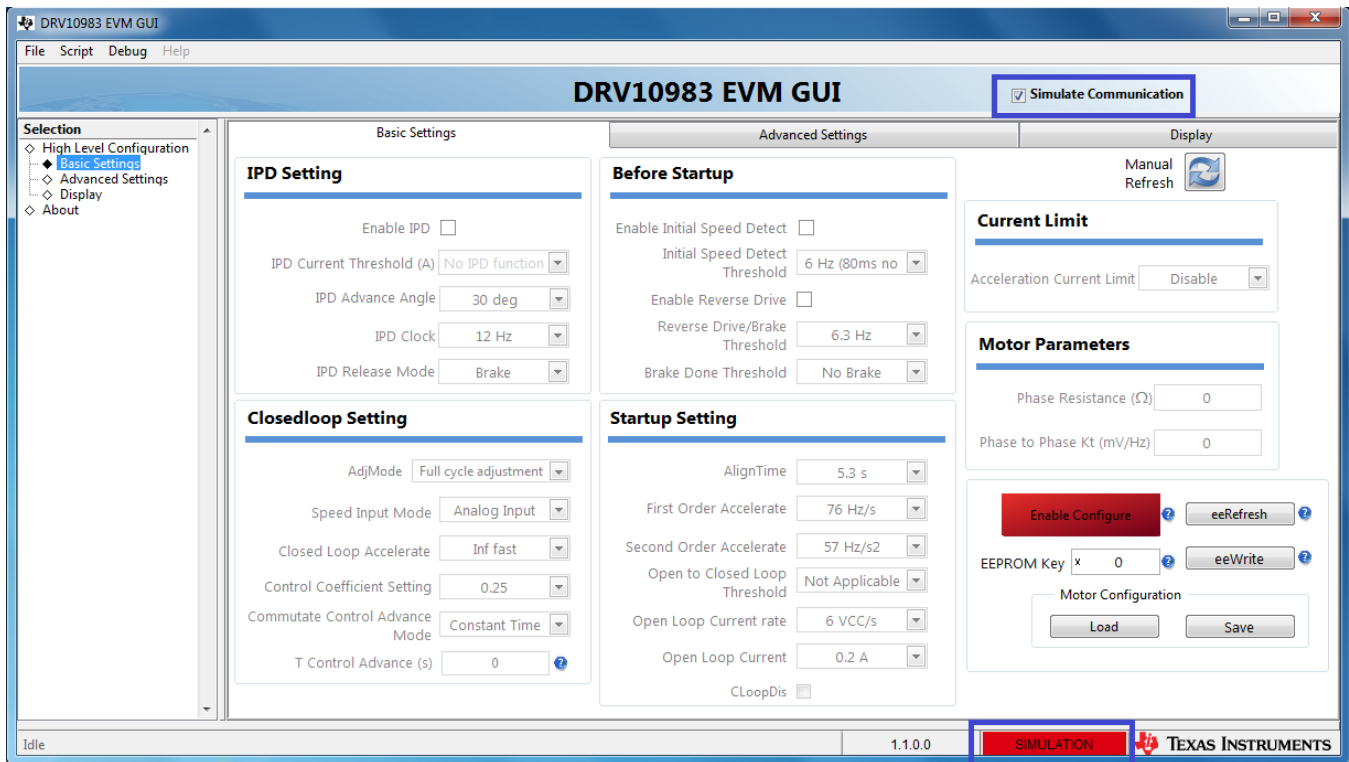 DRV10983 EVM GUI
File Script Debug Help
DRV10983 EVM GUI
Simulate Communication
Selection
High Level Configuration
Basic Settings
Advanced Settings
Display
About
Basic Settings
Advanced Settings
Display
IPD Setting
Enable IPD
IPD Current Threshold (A) No IPD function
IPD Advance Angle 30 deg
IPD Clock 12 Hz
IPD Release Mode Brake
Closedloop Setting
AdjMode Full cycle adjustment
Speed Input Mode Analog Input
Closed Loop Accelerate Inf fast
Control Coefficient Setting 0.25
Commutate Control Advance
Mode Constant Time
T Control Advance (s) 0 ?
Before Startup
Enable Initial Speed Detect
Initial Speed Detect
Threshold 6 Hz (80ms no
Enable Reverse Drive
Reverse Drive/Brake
Threshold 6.3 Hz
Brake Done Threshold No Brake
Startup Setting
AlignTime 5.3 s
First Order Accelerate 76 Hz/s
Second Order Accelerate 57 Hz/s2
Open to Closed Loop
Threshold Not Applicable
Open Loop Current rate 6 VCC/s
Open Loop Current 0.2 A
CLoopDis
Manual
Refresh
Current Limit
Acceleration Current Limit Disable
Motor Parameters
Phase Resistance (Ω) 0
Phase to Phase Kt (mV/Hz) 0
Enable Configure ? eeRefresh ?
EEPROM Key x 0 ? eeWrite ?
Motor Configuration
Load Save
Idle 1.1.0.0 SIMULATION TEXAS INSTRUMENTS